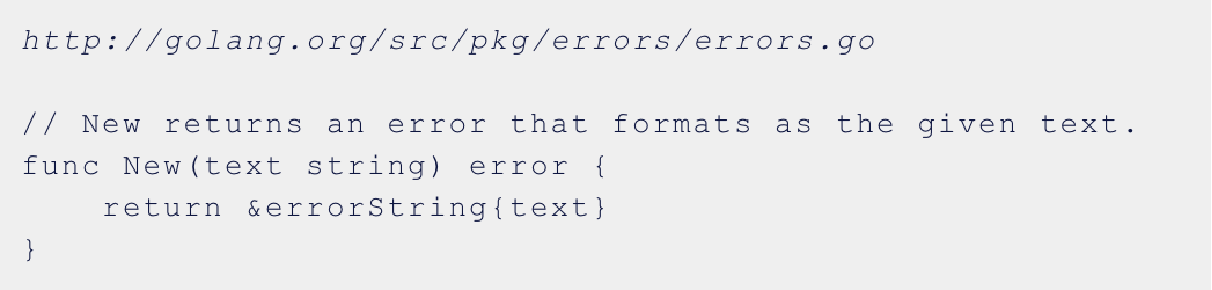 http://golang.org/src/pkg/errors/errors.go
// New returns an error that formats as the given text.
func New(text string) error {
    return &errorString{text}
}